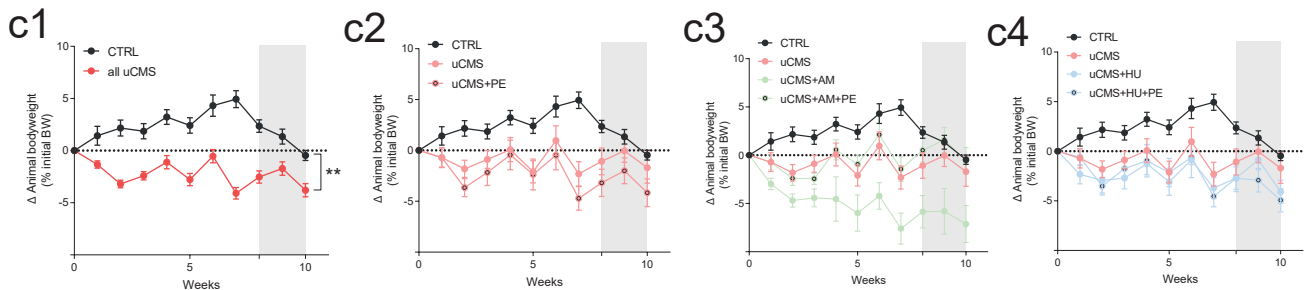 c1
CTRL
all uCMS
10
5
0
-5
0
5
10
**
Δ Animal bodyweight
(% initial BW)
Weeks
c2
CTRL
uCMS
uCMS+PE
10
5
0
-5
0
5
10
Δ Animal bodyweight
(% initial BW)
Weeks
c3
CTRL
uCMS
uCMS+AM
uCMS+AM+PE
10
5
0
-5
0
5
10
Δ Animal bodyweight
(% initial BW)
Weeks
c4
CTRL
uCMS
uCMS+HU
uCMS+HU+PE
10
5
0
-5
0
5
10
Δ Animal bodyweight
(% initial BW)
Weeks